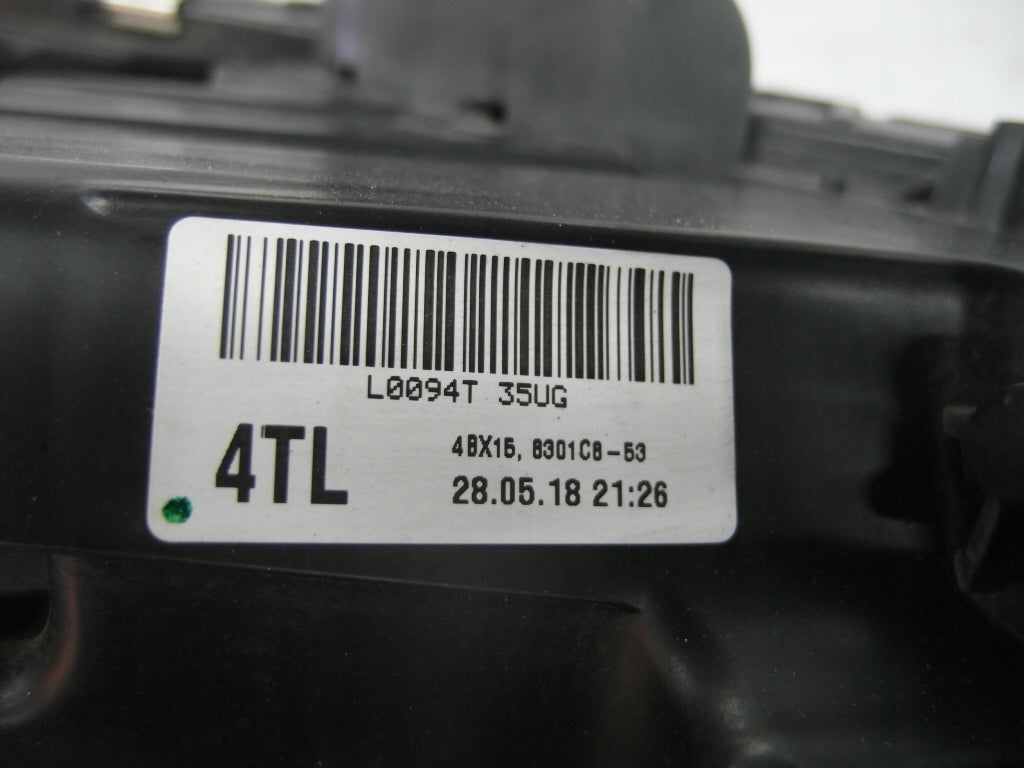 L0094T 35UG
4TL
4BX15, 8301C8-53
28.05.18 21:26